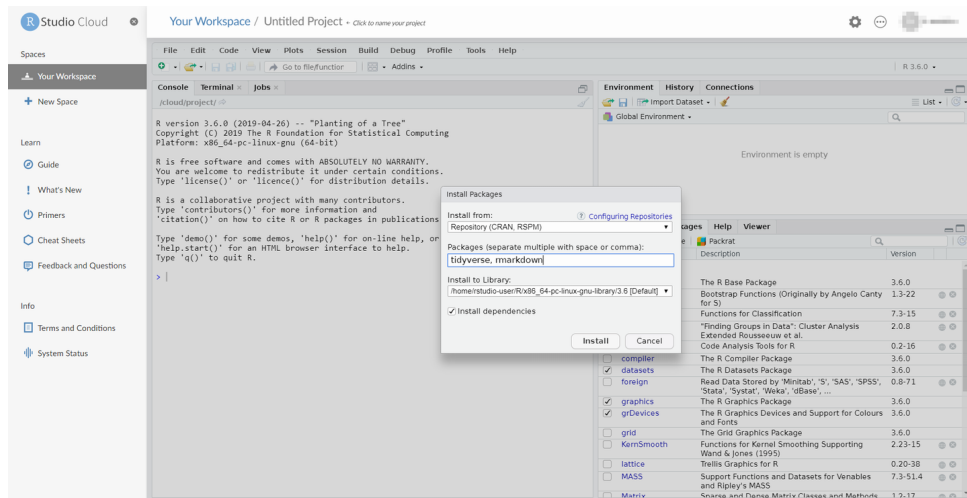 R Studio Cloud
Your Workspace / Untitled Project • Click to name your project
Spaces
Your Workspace
New Space
Learn
Guide
What's New
Primers
Cheat Sheets
Feedback and Questions
Info
Terms and Conditions
System Status
File Edit Code View Plots Session Build Debug Profile Tools Help
Go to file/function
Addins
R 3.6.0
Console Terminal × Jobs ×
/cloud/project/
R version 3.6.0 (2019-04-26) -- "Planting of a Tree"
Copyright (C) 2019 The R Foundation for Statistical Computing
Platform: x86_64-pc-linux-gnu (64-bit)
R is free software and comes with ABSOLUTELY NO WARRANTY.
You are welcome to redistribute it under certain conditions.
Type 'license()' or 'licence()' for distribution details.
R is a collaborative project with many contributors.
Type 'contributors()' for more information and
'citation()' on how to cite R or R packages in publications
Type 'demo()' for some demos, 'help()' for on-line help, or
'help.start()' for an HTML browser interface to help.
Type 'q()' to quit R.
>
Install Packages
Install from:
? Configuring Repositories
Repository (CRAN, RSPM)
Packages (separate multiple with space or comma):
tidyverse, rmarkdown
Install to Library:
/home/rstudio-user/R/x86_64-pc-linux-gnu-library/3.6 [Default]
Install dependencies
Install Cancel
Environment History Connections
Import Dataset
List
Global Environment
Environment is empty
kages Help Viewer
e Packrat
Description Version
The R Base Package 3.6.0
Bootstrap Functions (Originally by Angelo Canty 1.3-22
for S)
Functions for Classification 7.3-15
"Finding Groups in Data": Cluster Analysis 2.0.8
Extended Rousseeuw et al.
Code Analysis Tools for R 0.2-16
compiler The R Compiler Package 3.6.0
datasets The R Datasets Package 3.6.0
foreign Read Data Stored by 'Minitab', 'S', 'SAS', 'SPSS', 0.8-71
'Stata', 'Systat', 'Weka', 'dBase', ...
graphics The R Graphics Package 3.6.0
grDevices The R Graphics Devices and Support for Colours 3.6.0
and Fonts
grid The Grid Graphics Package 3.6.0
KernSmooth Functions for Kernel Smoothing Supporting 2.23-15
Wand & Jones (1995)
lattice Trellis Graphics for R 0.20-38
MASS Support Functions and Datasets for Venables 7.3-51.4
and Ripley's MASS
Matrix Sparse and Dense Matrix Classes and Methods 1.2-17